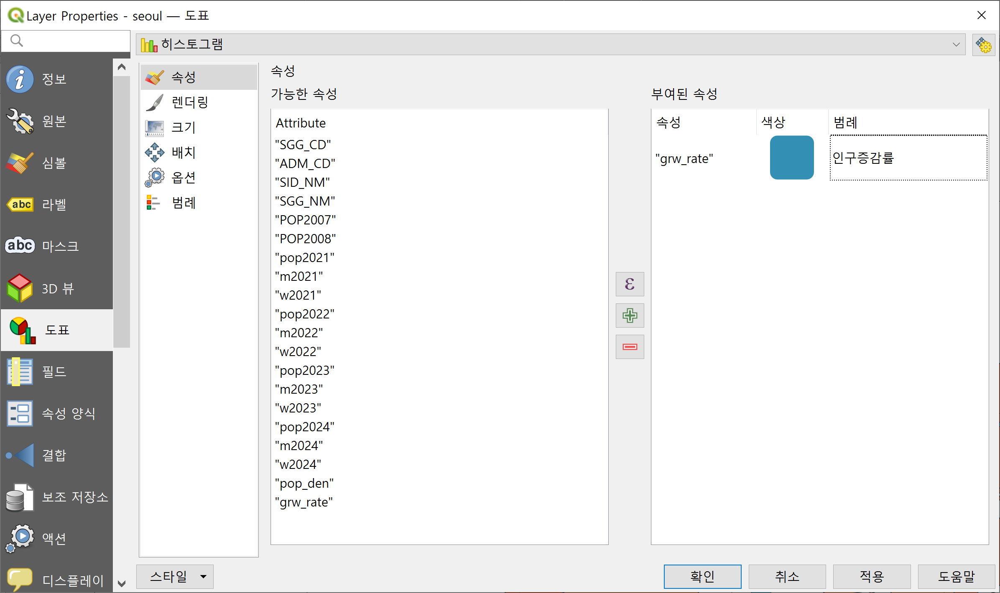 Layer Properties - seoul — 도표
히스토그램
정보
원본
심볼
abc 라벨
abc 마스크
3D 뷰
도표
필드
속성 양식
결합
보조 저장소
액션
디스플레이
속성
렌더링
크기
배치
옵션
범례
속성
가능한 속성
Attribute
"SGG_CD"
"ADM_CD"
"SID_NM"
"SGG_NM"
"POP2007"
"POP2008"
"pop2021"
"m2021"
"w2021"
"pop2022"
"m2022"
"w2022"
"pop2023"
"m2023"
"w2023"
"pop2024"
"m2024"
"w2024"
"pop_den"
"grw_rate"
ε
부여된 속성
속성 색상 범례
"grw_rate" 인구증감률
스타일
확인 취소 적용 도움말